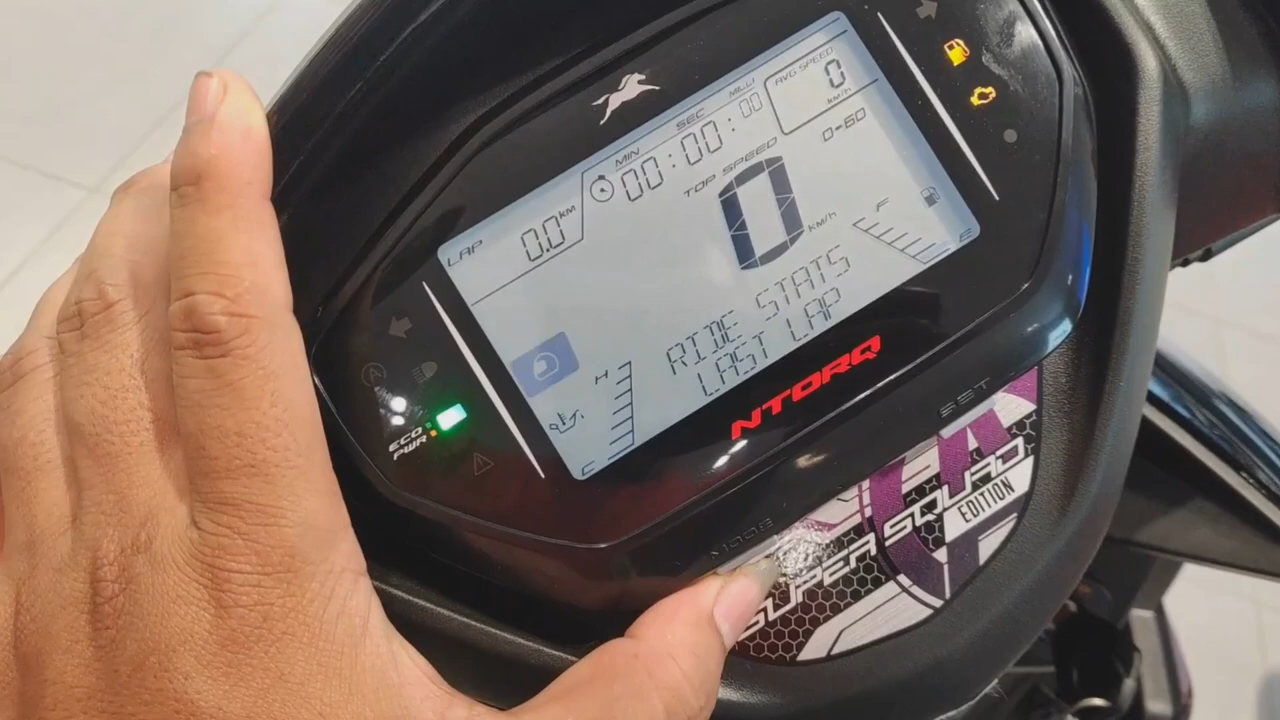 MIN SEC MILLI
00:00:00
AVG SPEED
0
km/h
LAP 0.0 KM
TOP SPEED
0-60
0
Km/h
F
E
RIDE STATS
LAST LAP
H
C
A
ECO
PWR
NTORQ
MODE
SET
SUPER SQUAD
EDITION